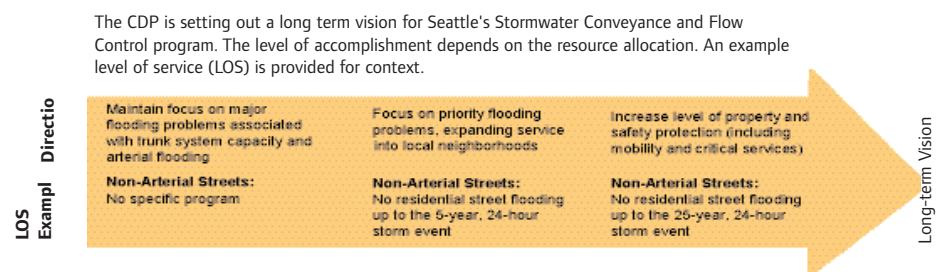 The CDP is setting out a long term vision for Seattle's Stormwater Conveyance and Flow
Control program. The level of accomplishment depends on the resource allocation. An example
level of service (LOS) is provided for context.
Directio
Maintain focus on major
flooding problems associated
with trunk system capacity and
arterial flooding
Focus on priority flooding
problems, expanding service
into local neighborhoods
Increase level of property and
safety protection (including
mobility and critical services)
LOS
Exampl
Non-Arterial Streets:
No specific program
Non-Arterial Streets:
No residential street flooding
up to the 5-year, 24-hour
storm event
Non-Arterial Streets:
No residential street flooding
up to the 25-year, 24-hour
storm event
Long-term Vision